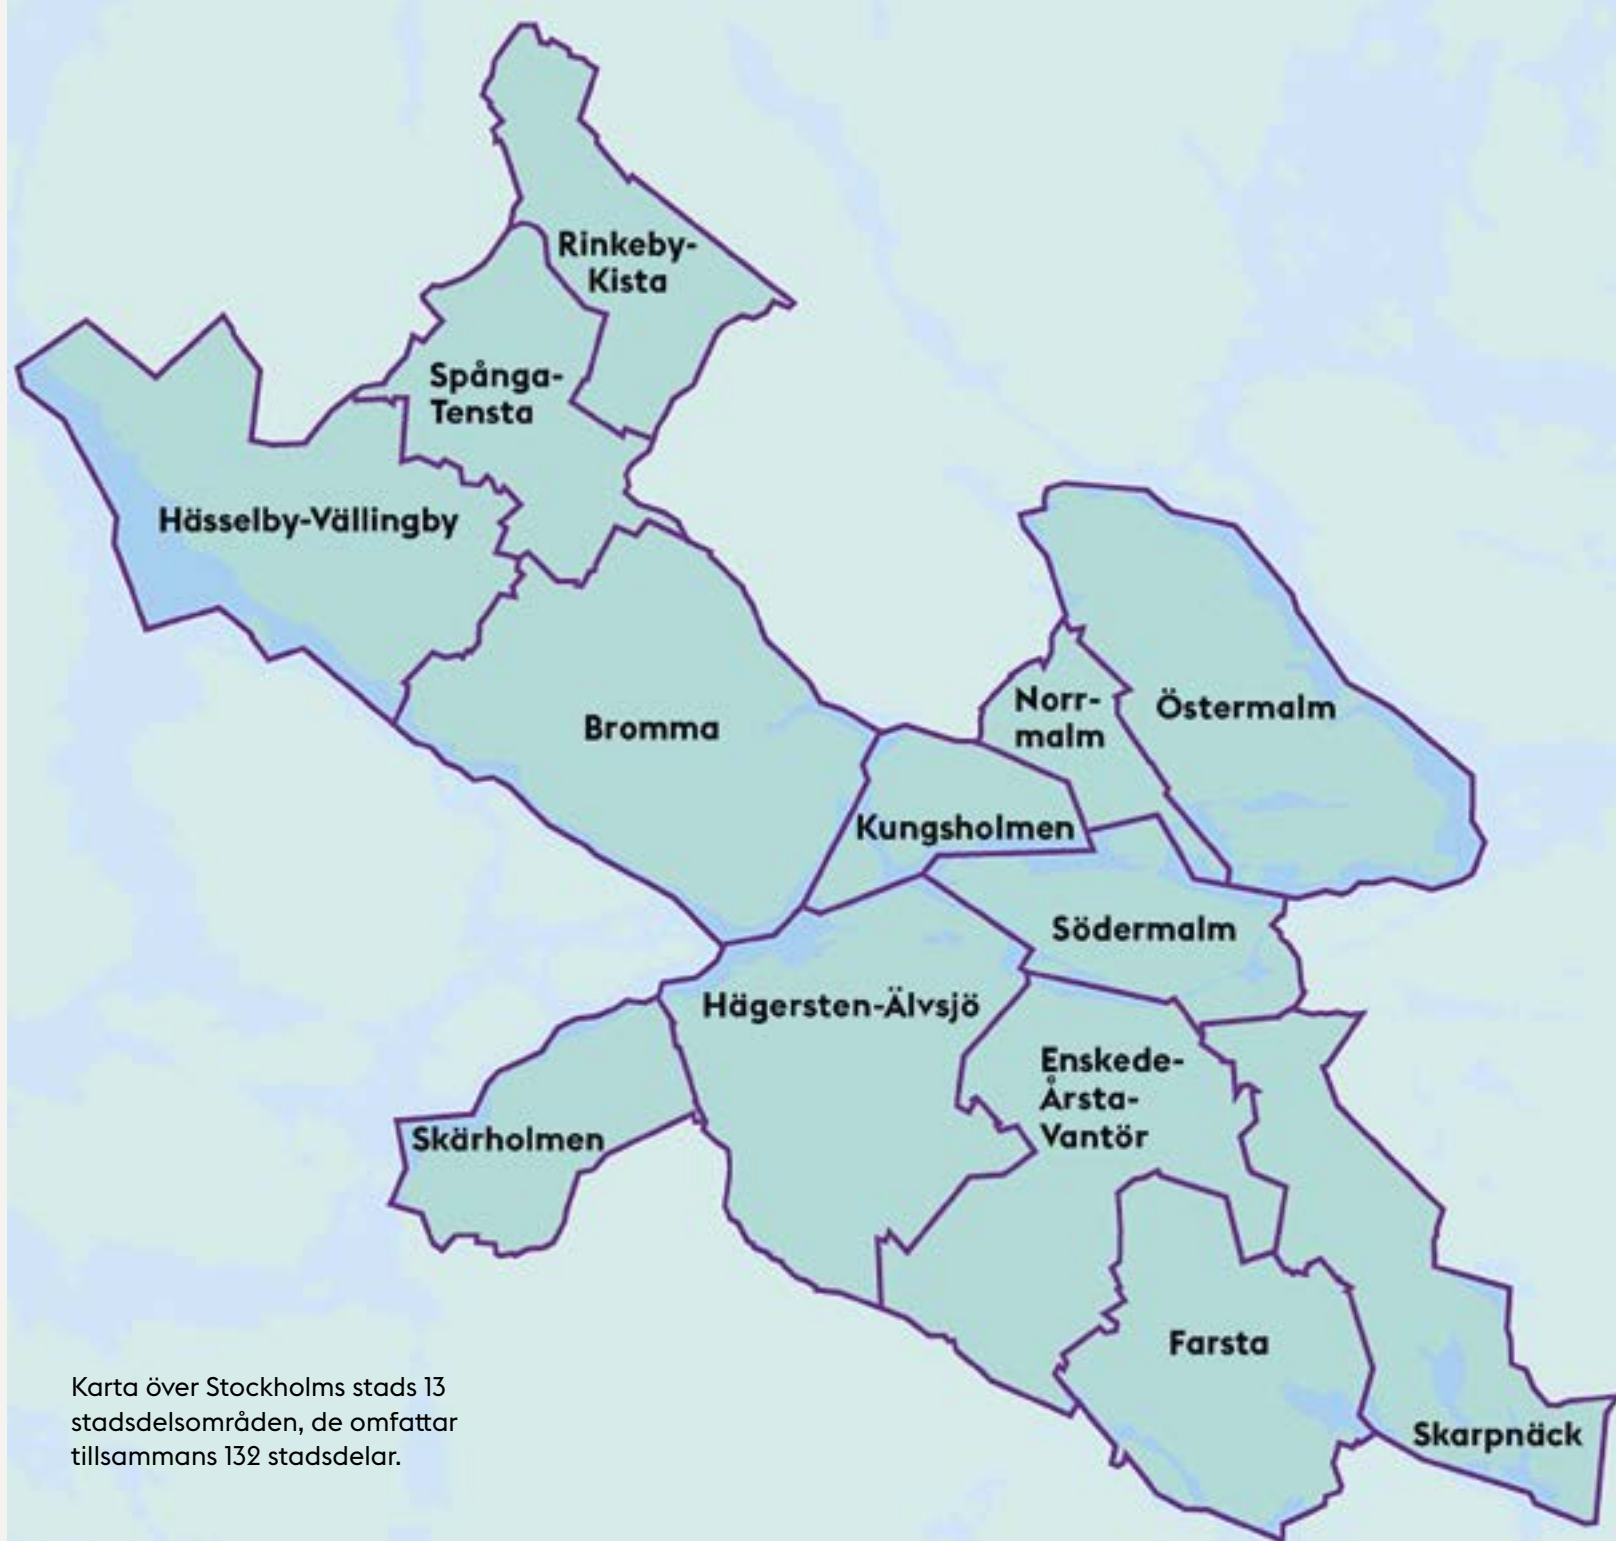 Rinkeby-
Kista
Spånga-
Tensta
Hässelby-Vällingby
Bromma
Norr-
malm
Östermalm
Kungsholmen
Södermalm
Hägersten-Älvsjö
Enskede-
Årsta-
Vantör
Skärholmen
Farsta
Skarpnäck
Karta över Stockholms stads 13
stadsdelsområden, de omfattar
tillsammans 132 stadsdelar.